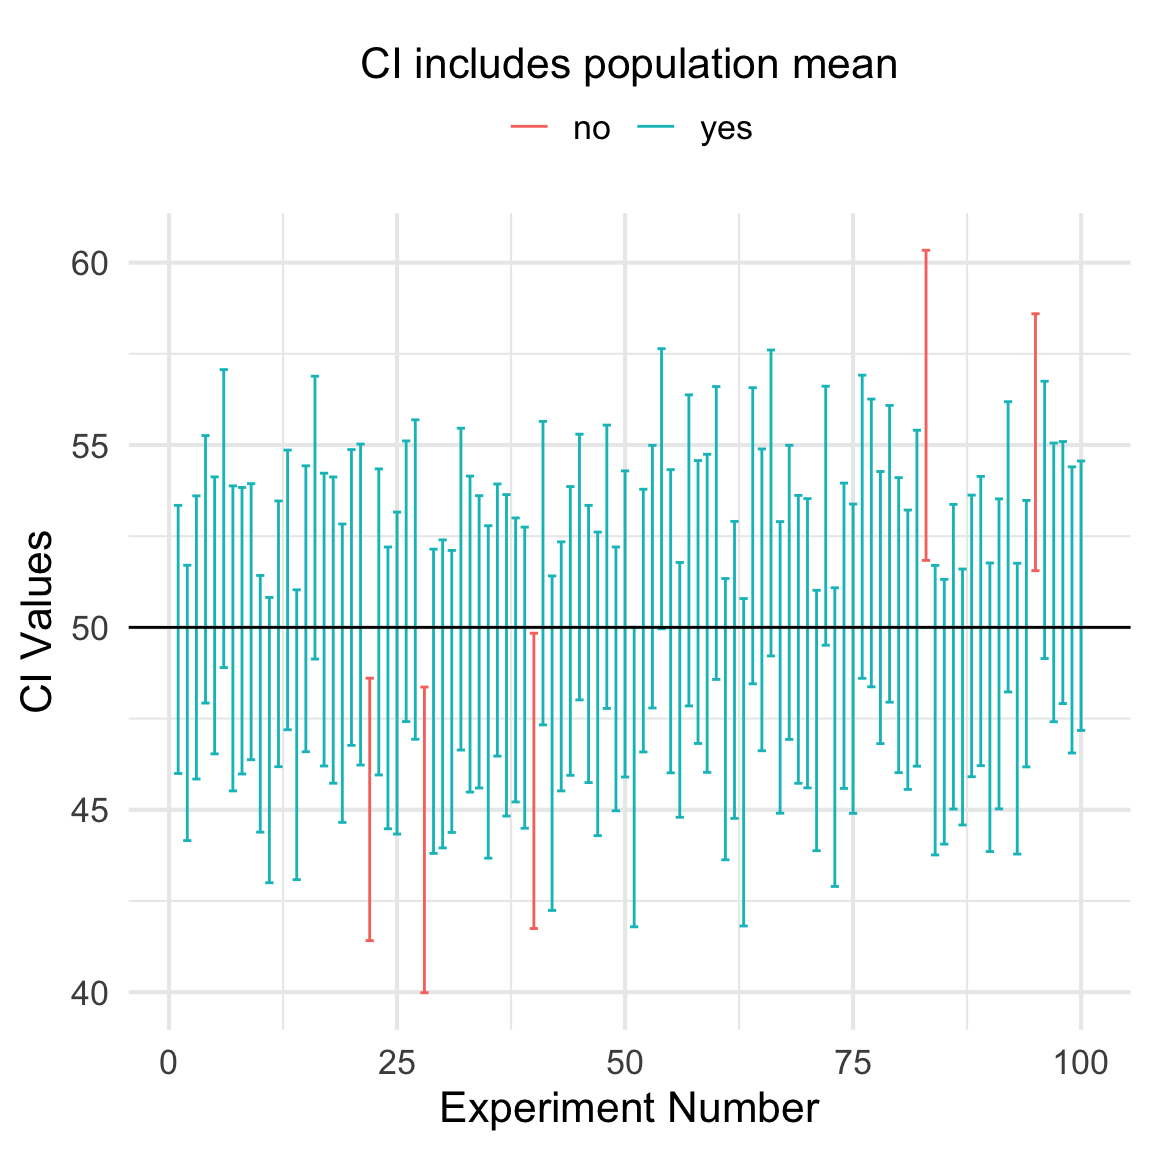 CI includes population mean
no yes
60
55
50
45
40
CI Values
0 25 50 75 100
Experiment Number